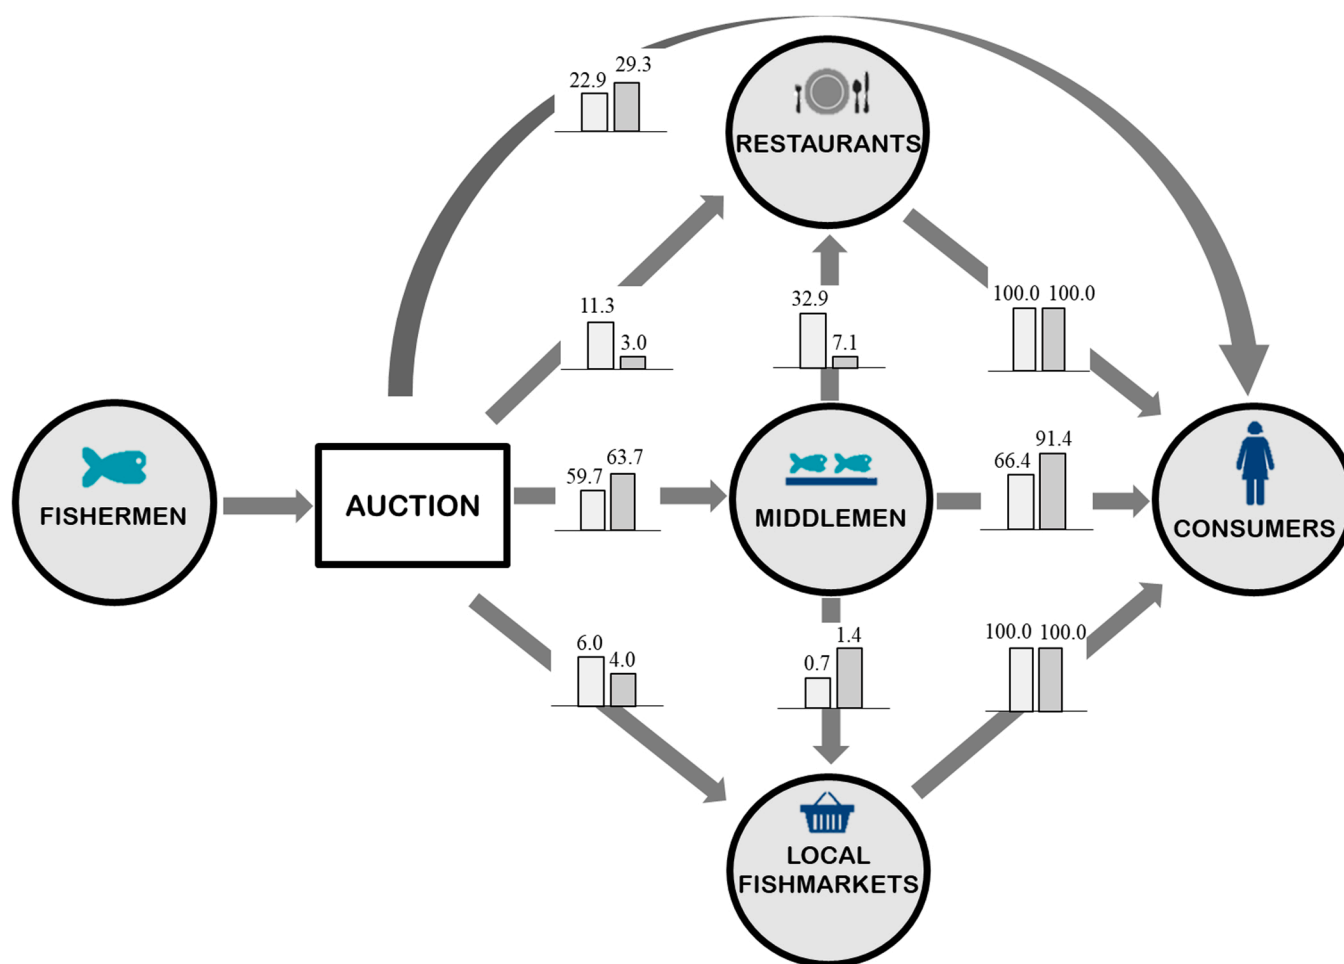 22.9 29.3
RESTAURANTS
11.3 3.0
32.9 7.1
100.0 100.0
FISHERMEN
AUCTION
59.7 63.7
MIDDLEMEN
66.4 91.4
CONSUMERS
6.0 4.0
0.7 1.4
100.0 100.0
LOCAL
FISHMARKETS